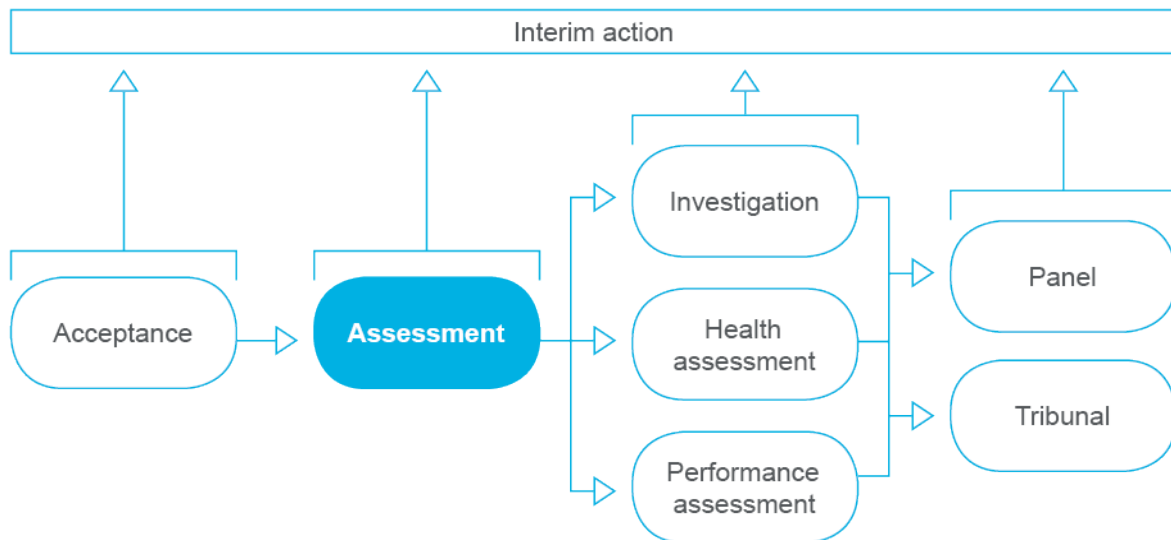 Interim action
Acceptance
Assessment
Investigation
Health
assessment
Performance
assessment
Panel
Tribunal